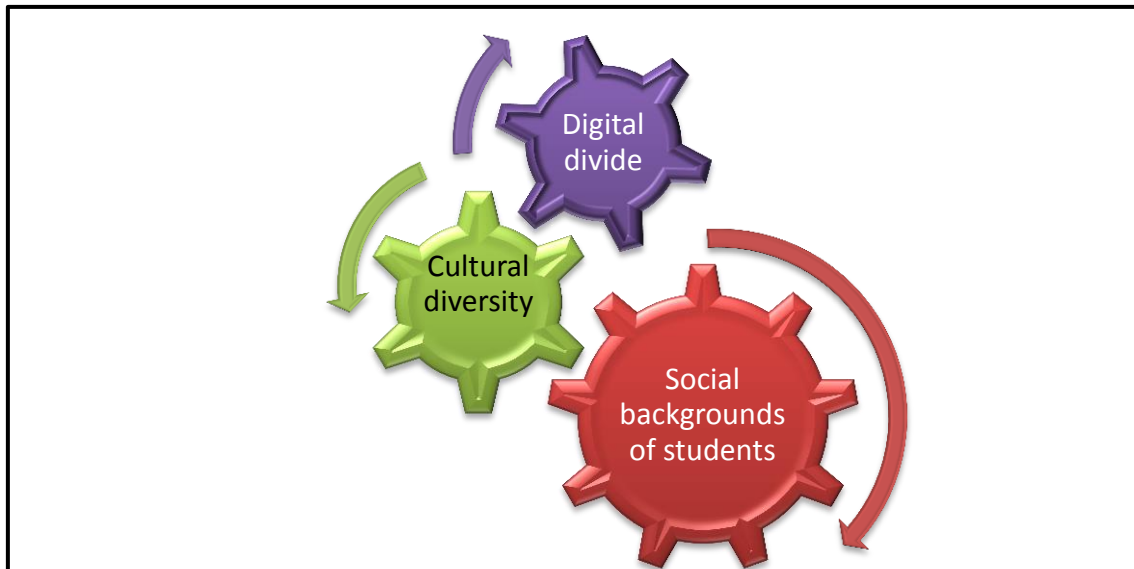 Digital
divide
Cultural
diversity
Social
backgrounds
of students